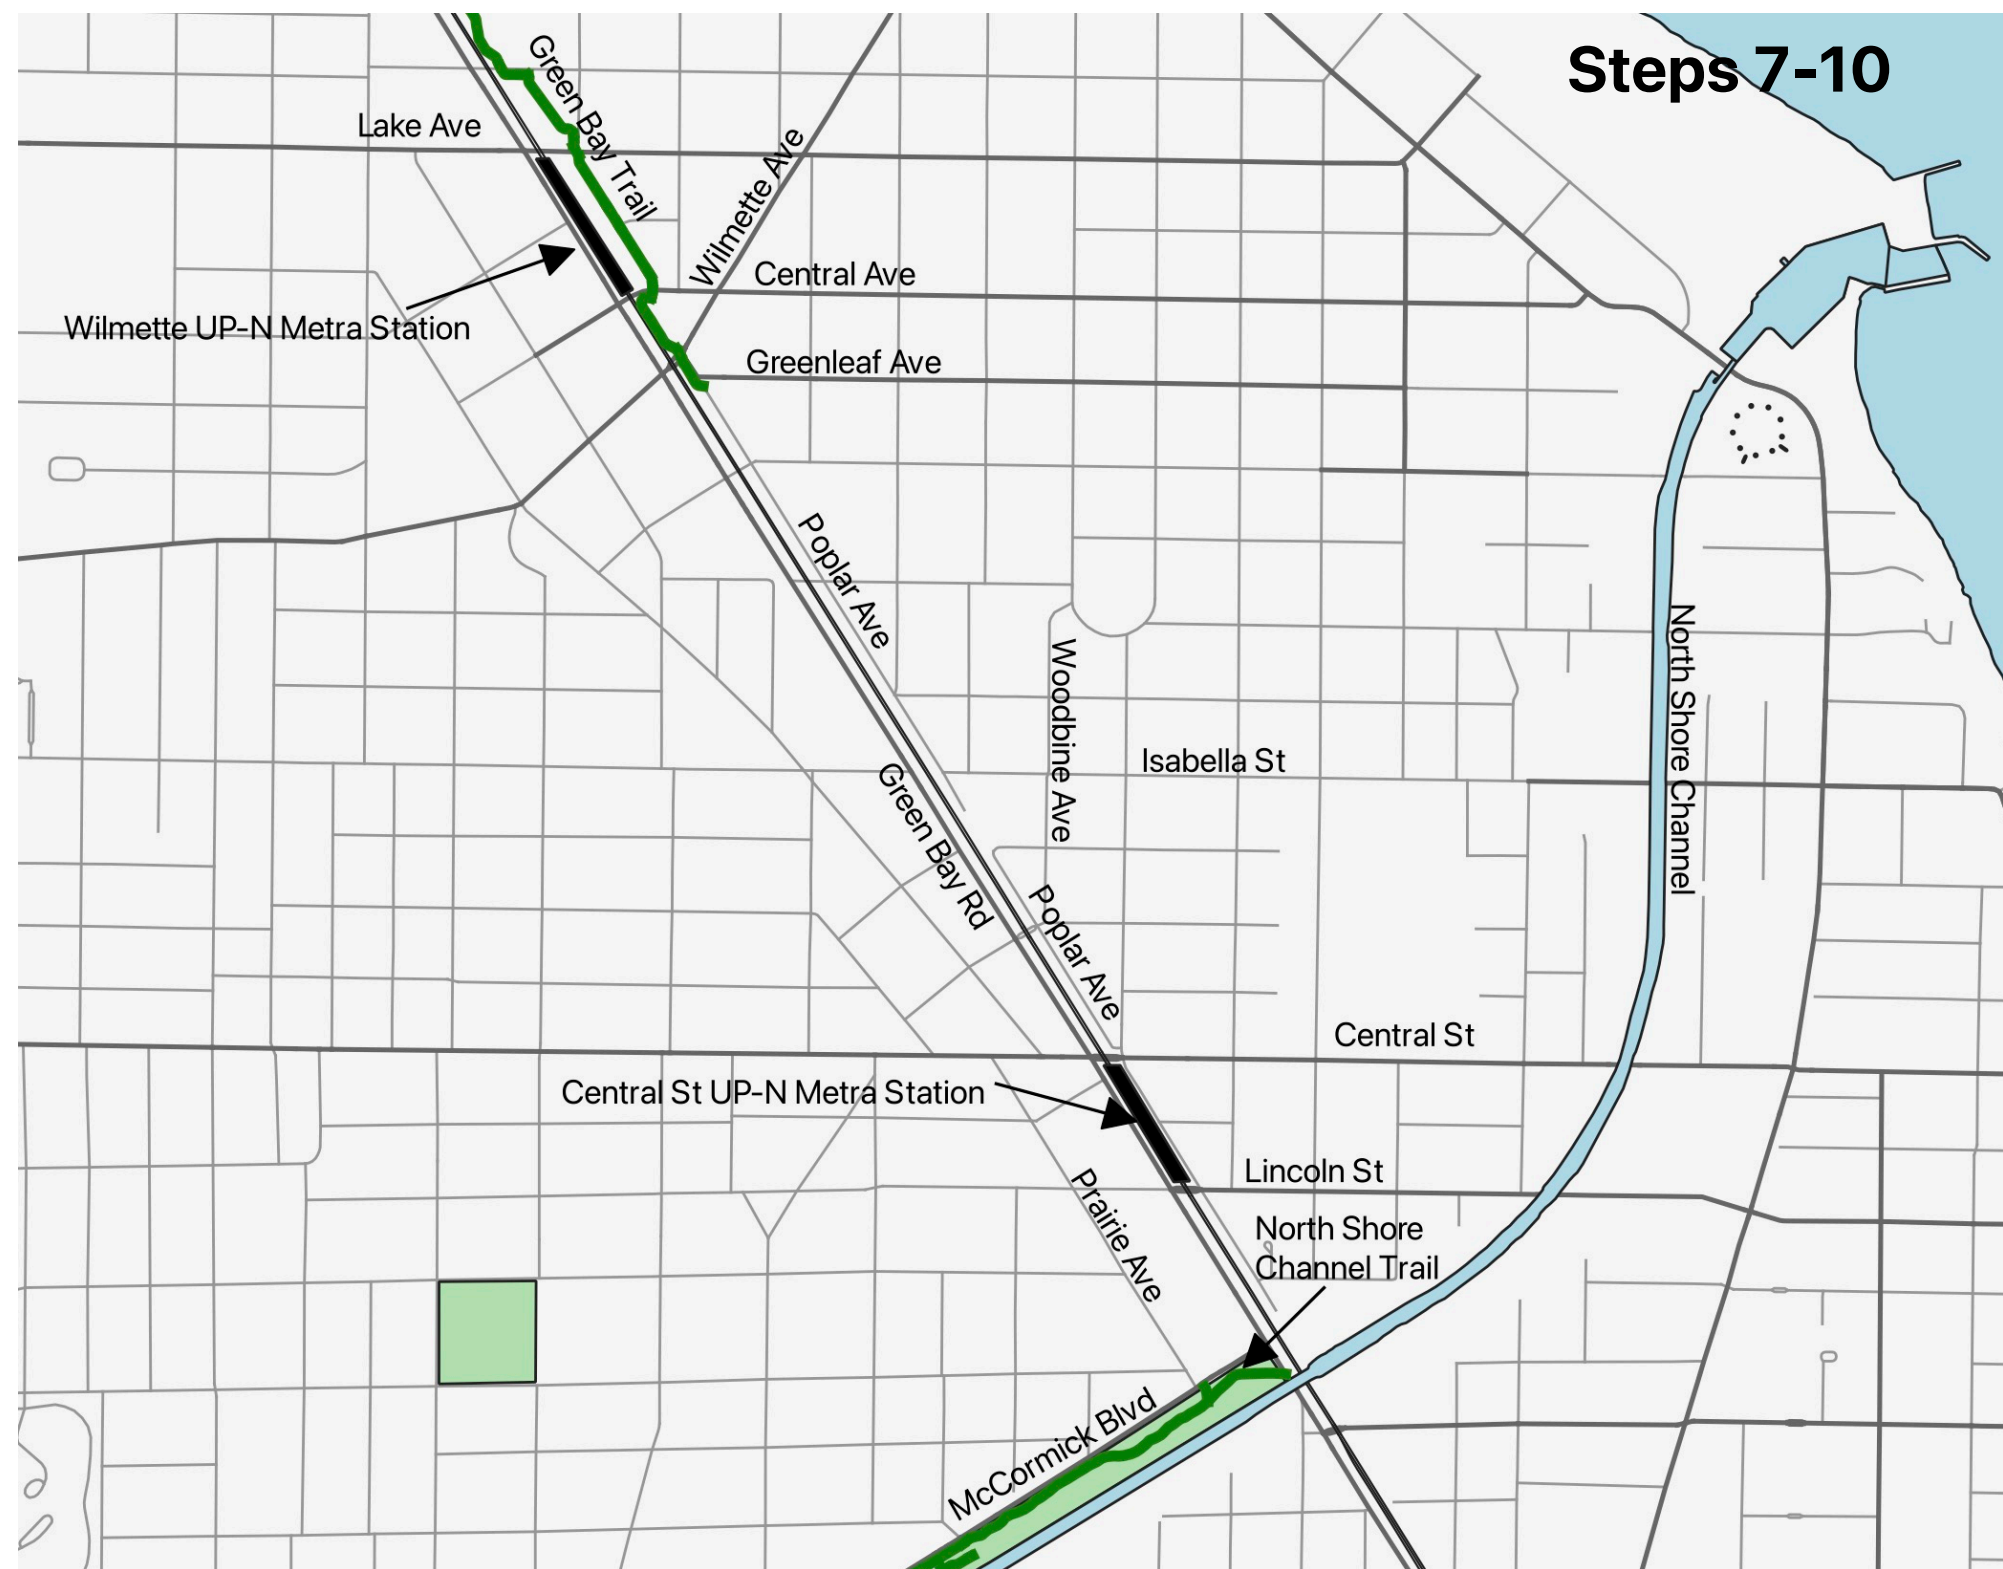 Steps 7-10
Green Bay Trail
Lake Ave
Wilmette Ave
Central Ave
Wilmette UP-N Metra Station
Greenleaf Ave
Poplar Ave
Woodbine Ave
North Shore Channel
Isabella St
Green Bay Rd
Poplar Ave
Central St
Central St UP-N Metra Station
Lincoln St
Prairie Ave
North Shore
Channel Trail
McCormick Blvd